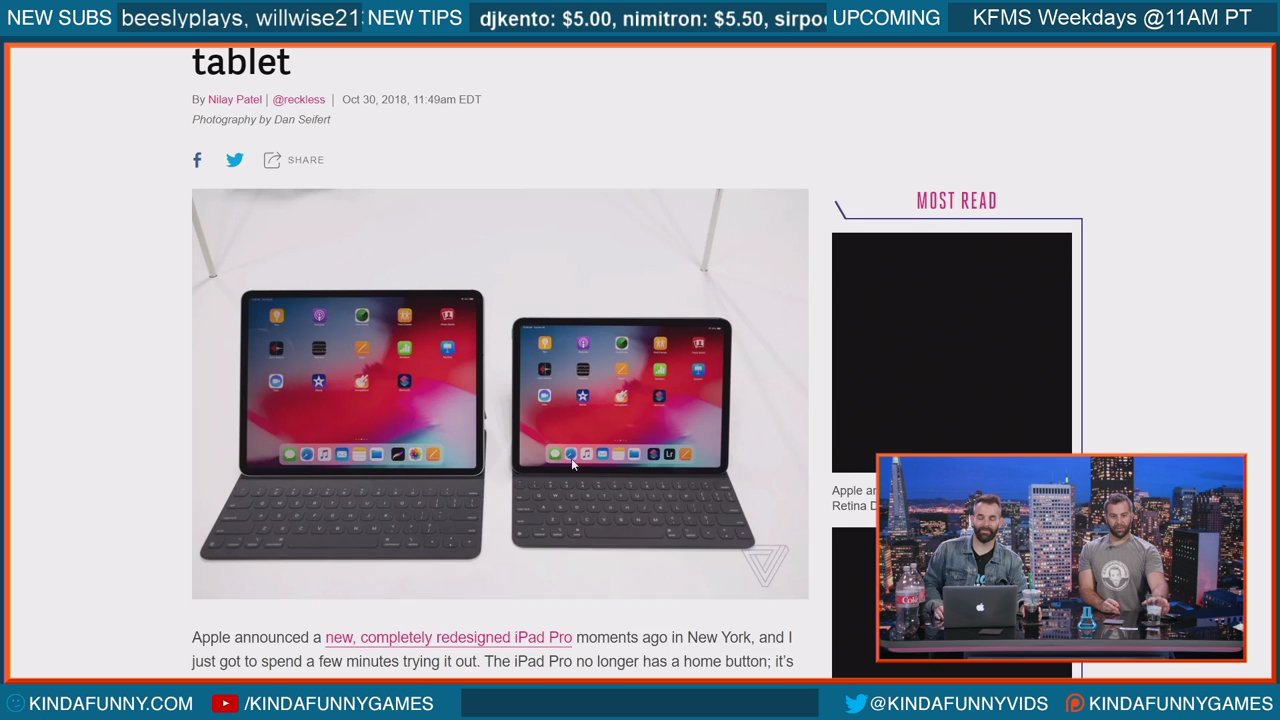 NEW SUBS beeslyplays, willwise21 NEW TIPS djkento: $5.00, nimitron: $5.50, sirpo UPCOMING KFMS Weekdays @11AM PT
tablet
By Nilay Patel | @reckless | Oct 30, 2018, 11:49am EDT
Photography by Dan Seifert
SHARE
MOST READ
Apple
Retina
Coke
Apple announced a new, completely redesigned iPad Pro moments ago in New York, and I
just got to spend a few minutes trying it out. The iPad Pro no longer has a home button; it's
KINDAFUNNY.COM /KINDAFUNNYGAMES @KINDAFUNNYVIDS KINDAFUNNYGAMES